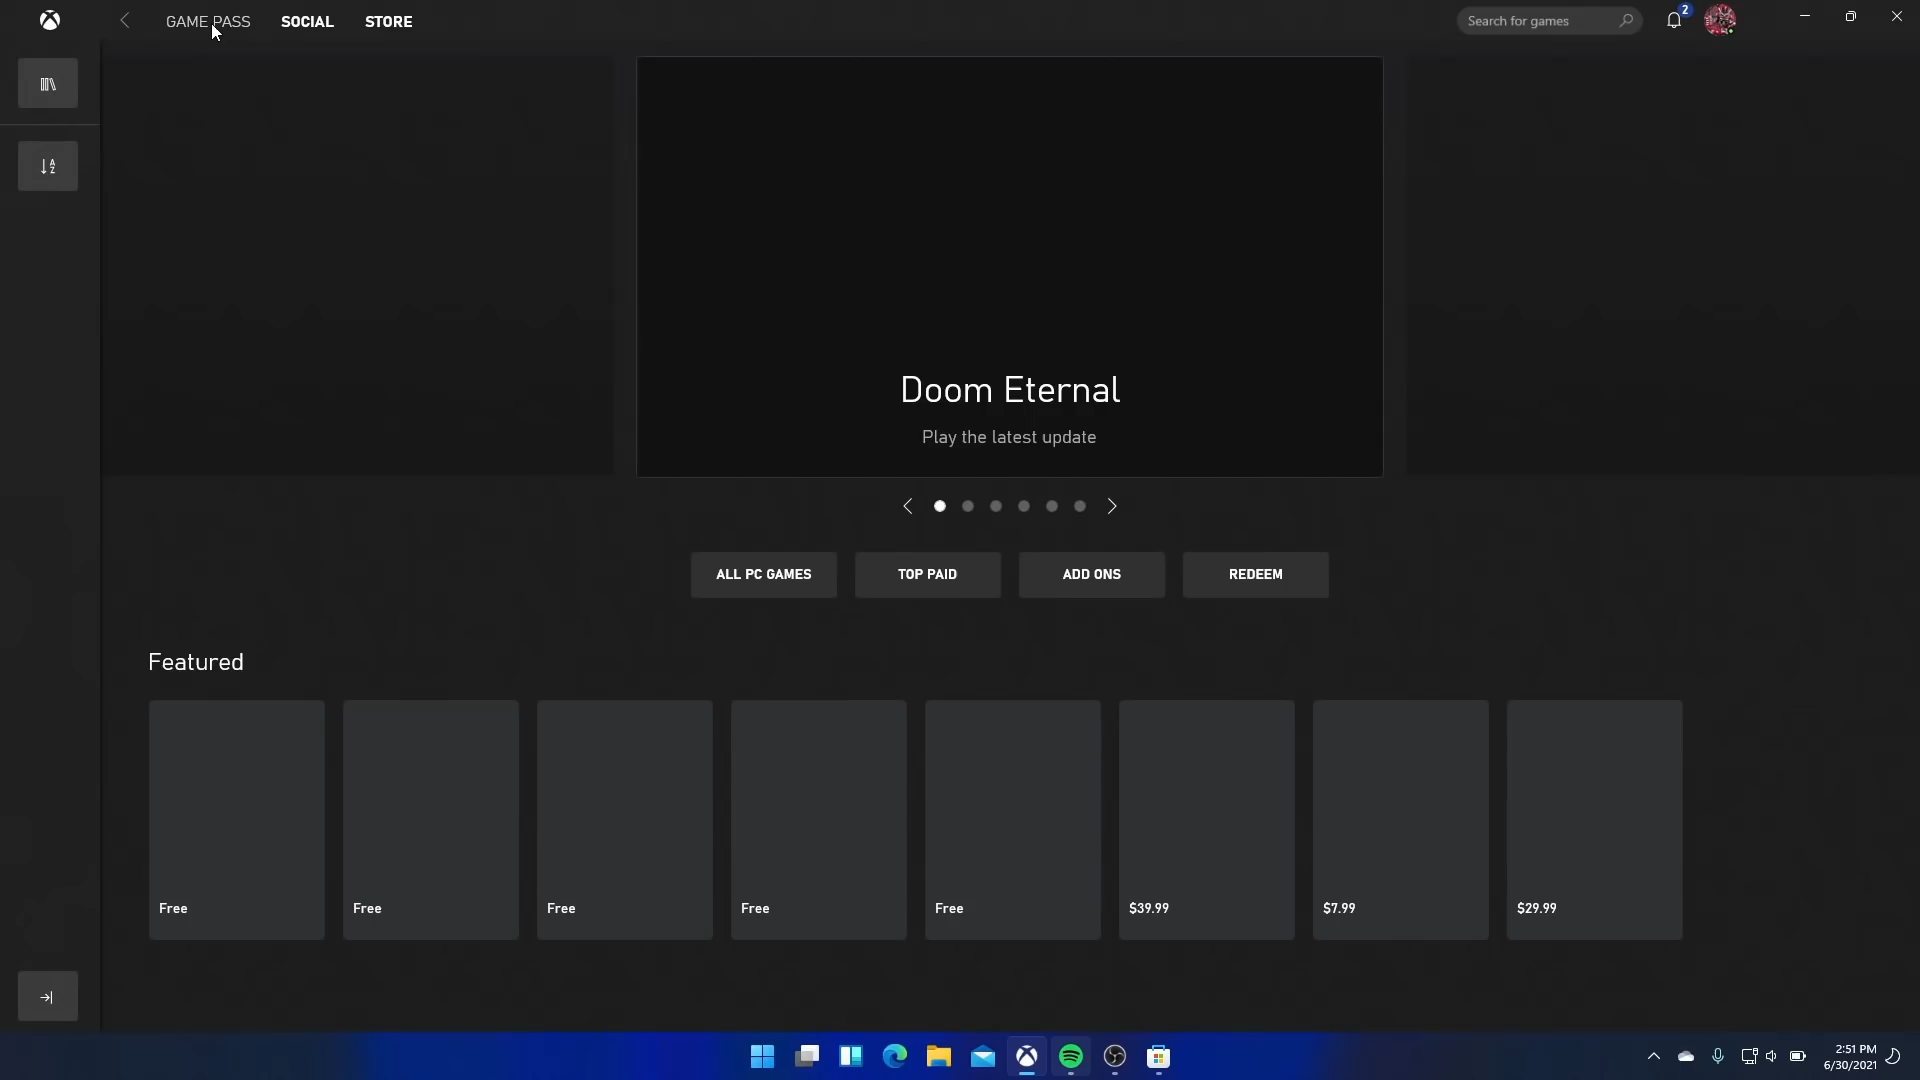 GAME PASS
SOCIAL
STORE
Search for games
2
A
Z
Doom Eternal
Play the latest update
ALL PC GAMES
TOP PAID
ADD ONS
REDEEM
Featured
Free
Free
Free
Free
Free
$39.99
$7.99
$29.99
2:51 PM
6/30/2021